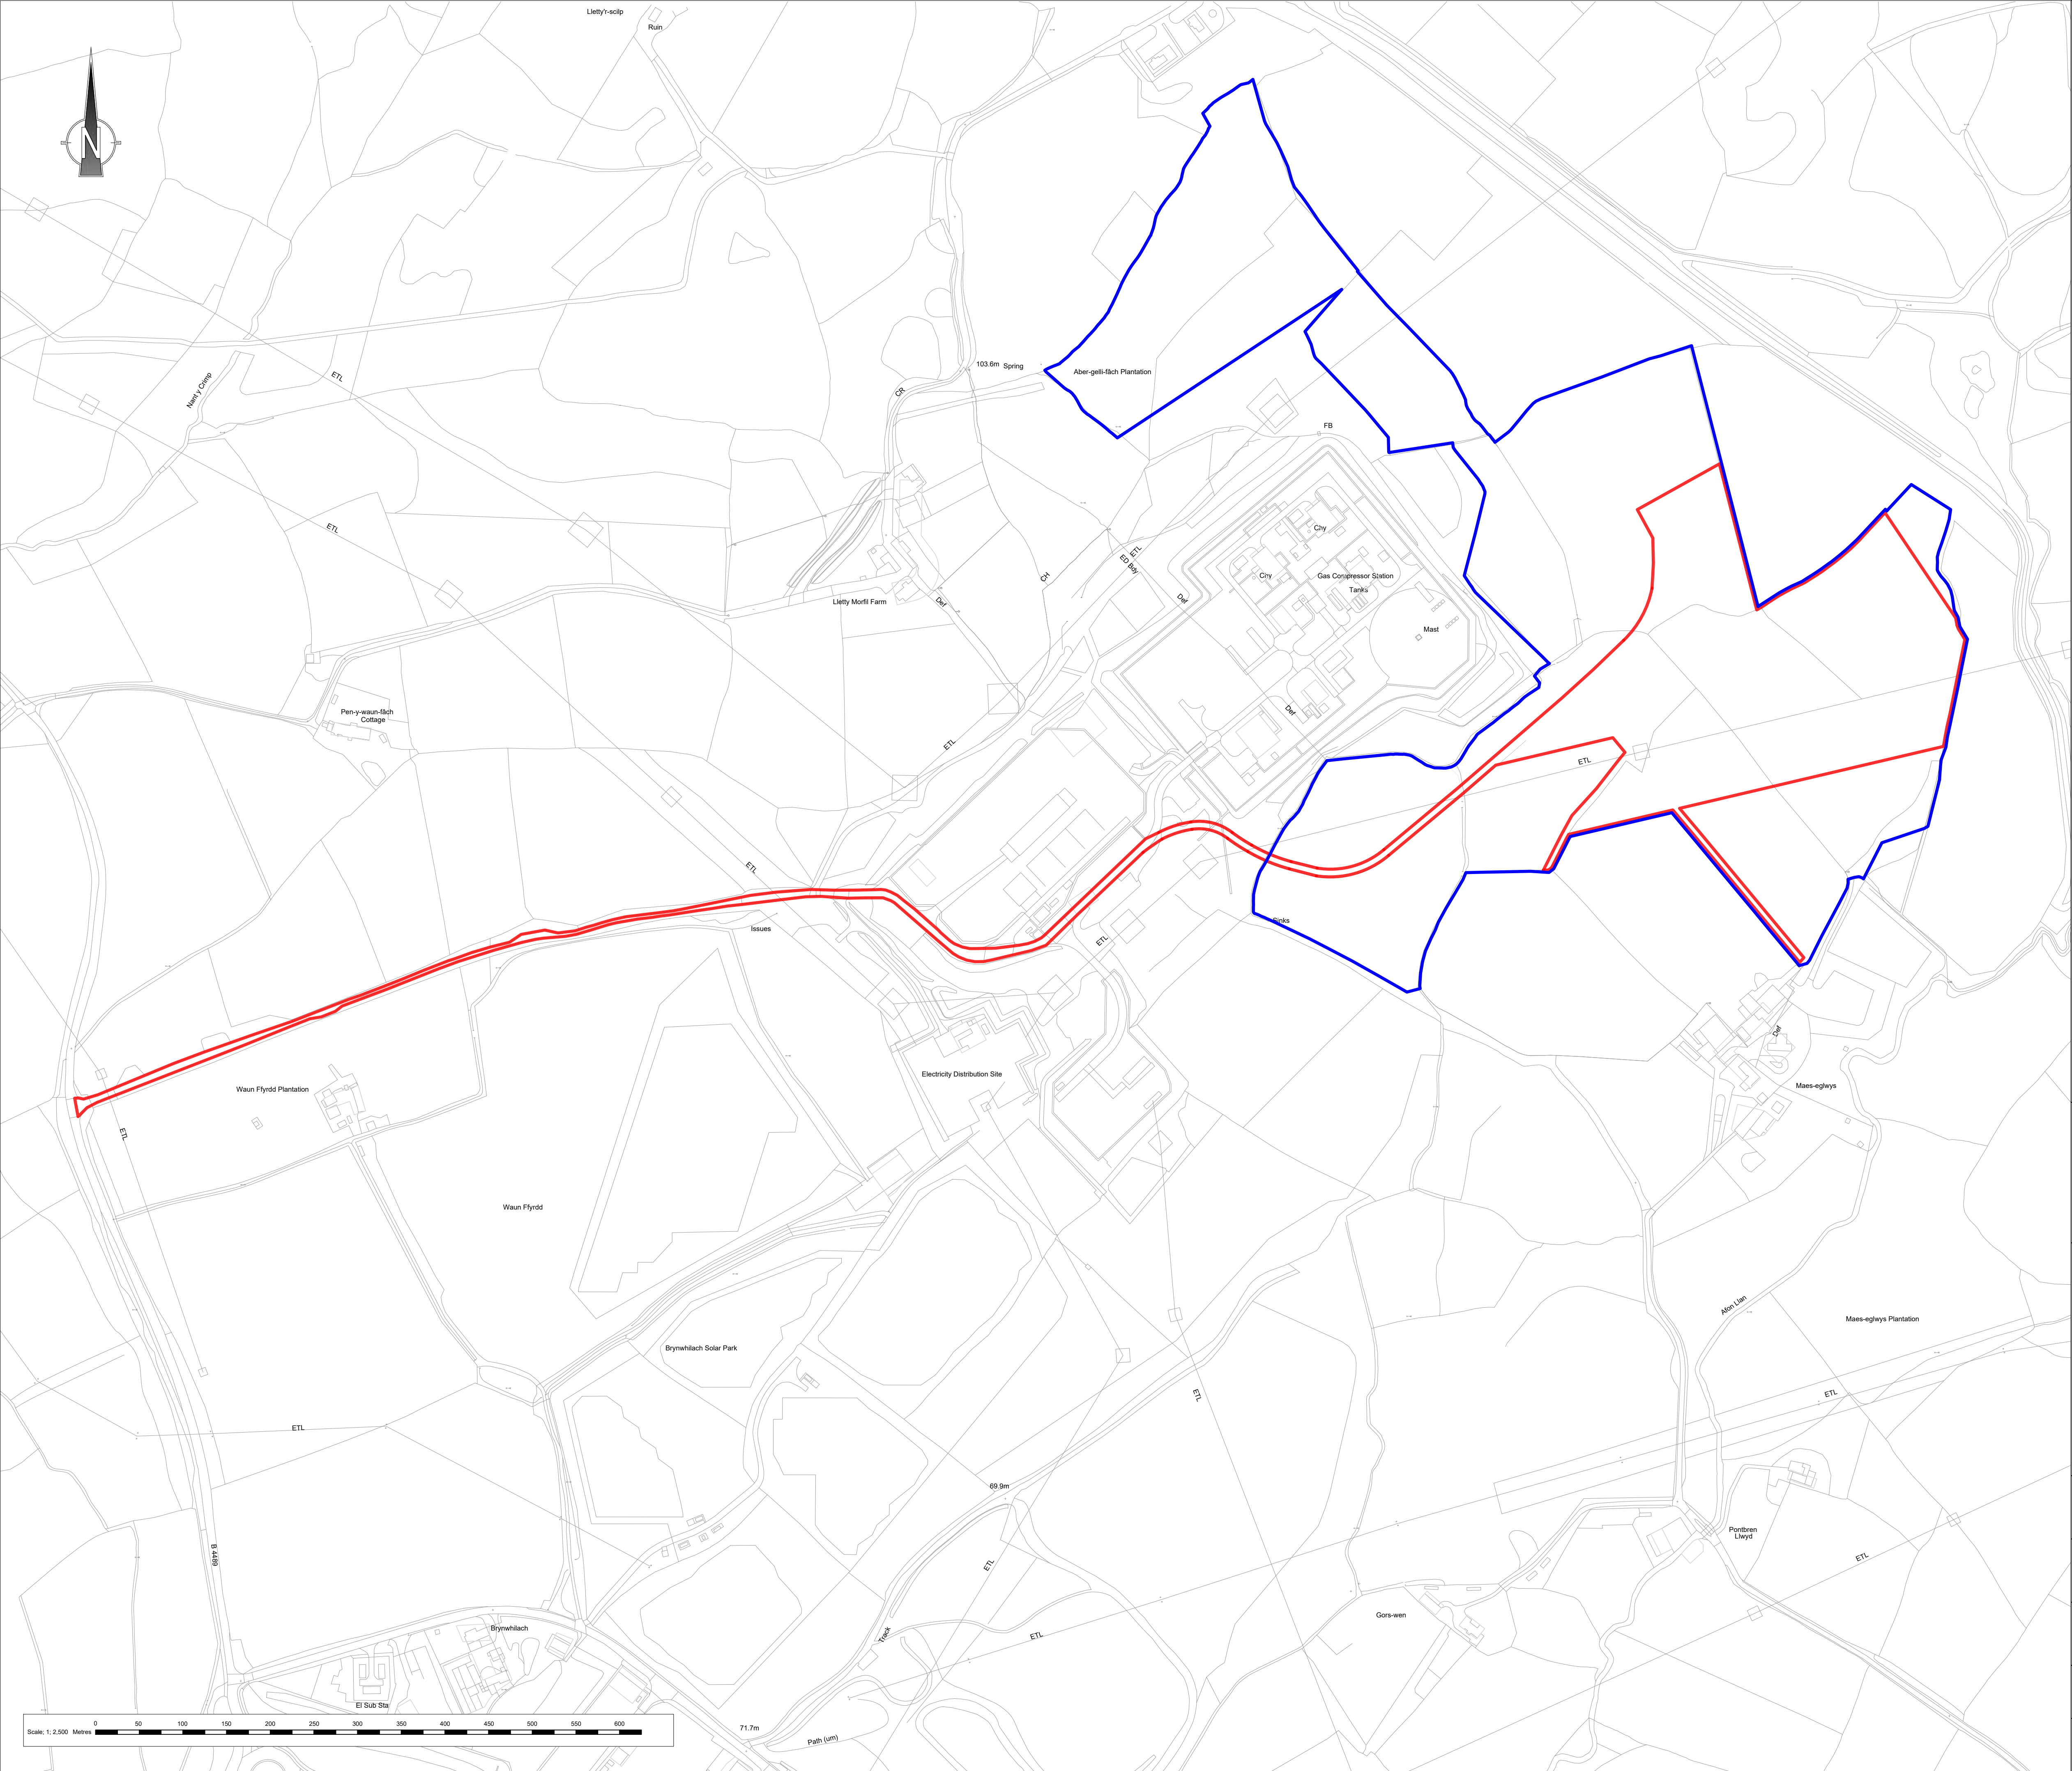 Lletty'r-scilp
Ruin
N
103.6m
Spring
Aber-gelli-fâch Plantation
ETL
Nant y Crimp
CR
FB
ETL
Chy
ETL
ED Bdy
CH
Chy
Gas Compressor Station
Tanks
Def
Lletty Morfil Farm
Def
Mast
Pen-y-waun-fâch
Cottage
Def
ETL
ETL
ETL
Sinks
Issues
ETL
Def
Electricity Distribution Site
Waun Ffyrdd Plantation
Maes-eglwys
ETL
Waun Ffyrdd
Afon Llan
Maes-eglwys Plantation
Brynwhilach Solar Park
ETL
ETL
ETL
69.9m
Pontbren
Llwyd
B 4489
ETL
ETL
Gors-wen
Brynwhilach
Track
ETL
El Sub Sta
0 50 100 150 200 250 300 350 400 450 500 550 600
Scale; 1; 2,500 Metres
71.7m
Path (um)